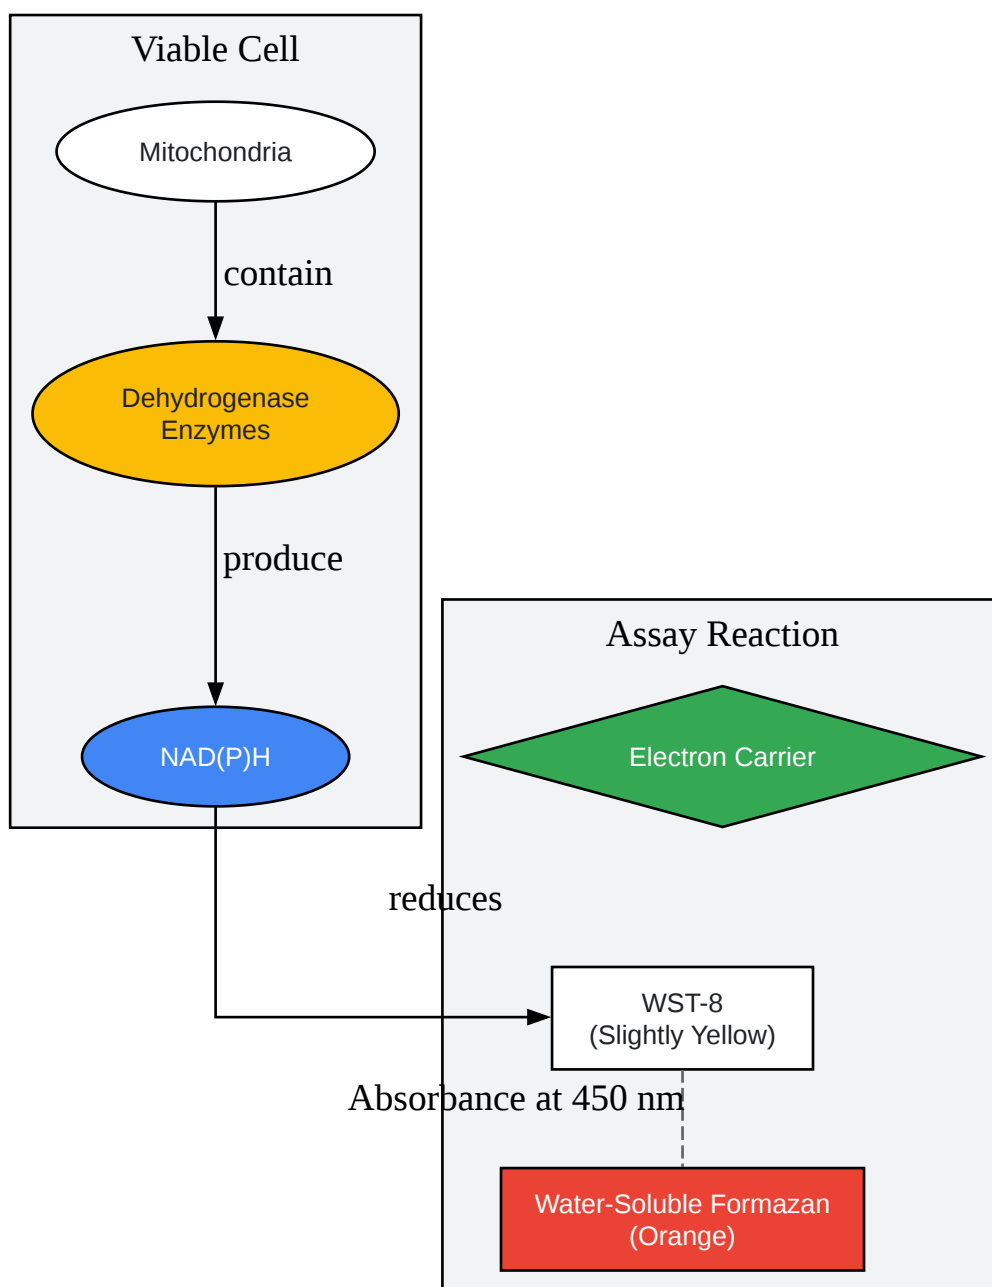 Viable Cell
Mitochondria
contain
Dehydrogenase
Enzymes
produce
NAD(P)H
Assay Reaction
Electron Carrier
reduces
WST-8
(Slightly Yellow)
Absorbance at 450 nm
Water-Soluble Formazan
(Orange)